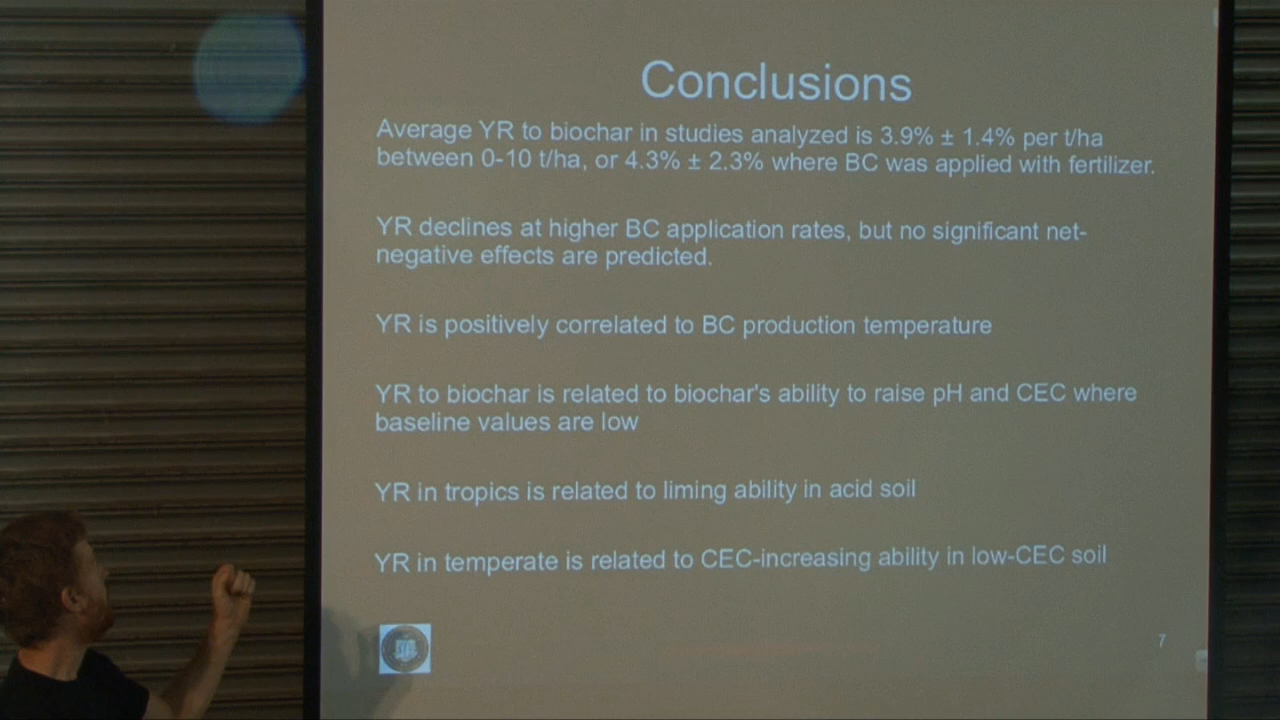 Conclusions
Average YR to biochar in studies analyzed is 3.9% ± 1.4% per t/ha
between 0-10 t/ha, or 4.3% ± 2.3% where BC was applied with fertilizer.
YR declines at higher BC application rates, but no significant net-
negative effects are predicted.
YR is positively correlated to BC production temperature
YR to biochar is related to biochar's ability to raise pH and CEC where
baseline values are low
YR in tropics is related to liming ability in acid soil
YR in temperate is related to CEC-increasing ability in low-CEC soil
7